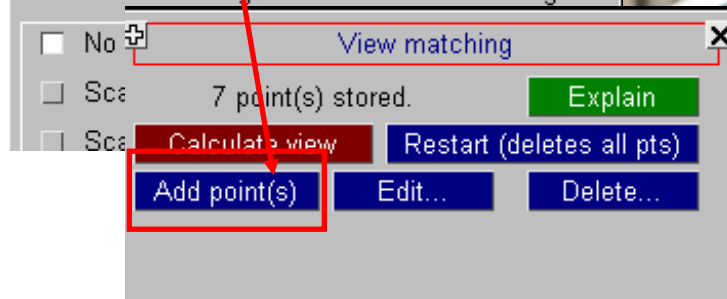 No
View matching
Sca
7 point(s) stored.
Explain
Sca
Calculate view
Restart (deletes all pts)
Add point(s)
Edit...
Delete...